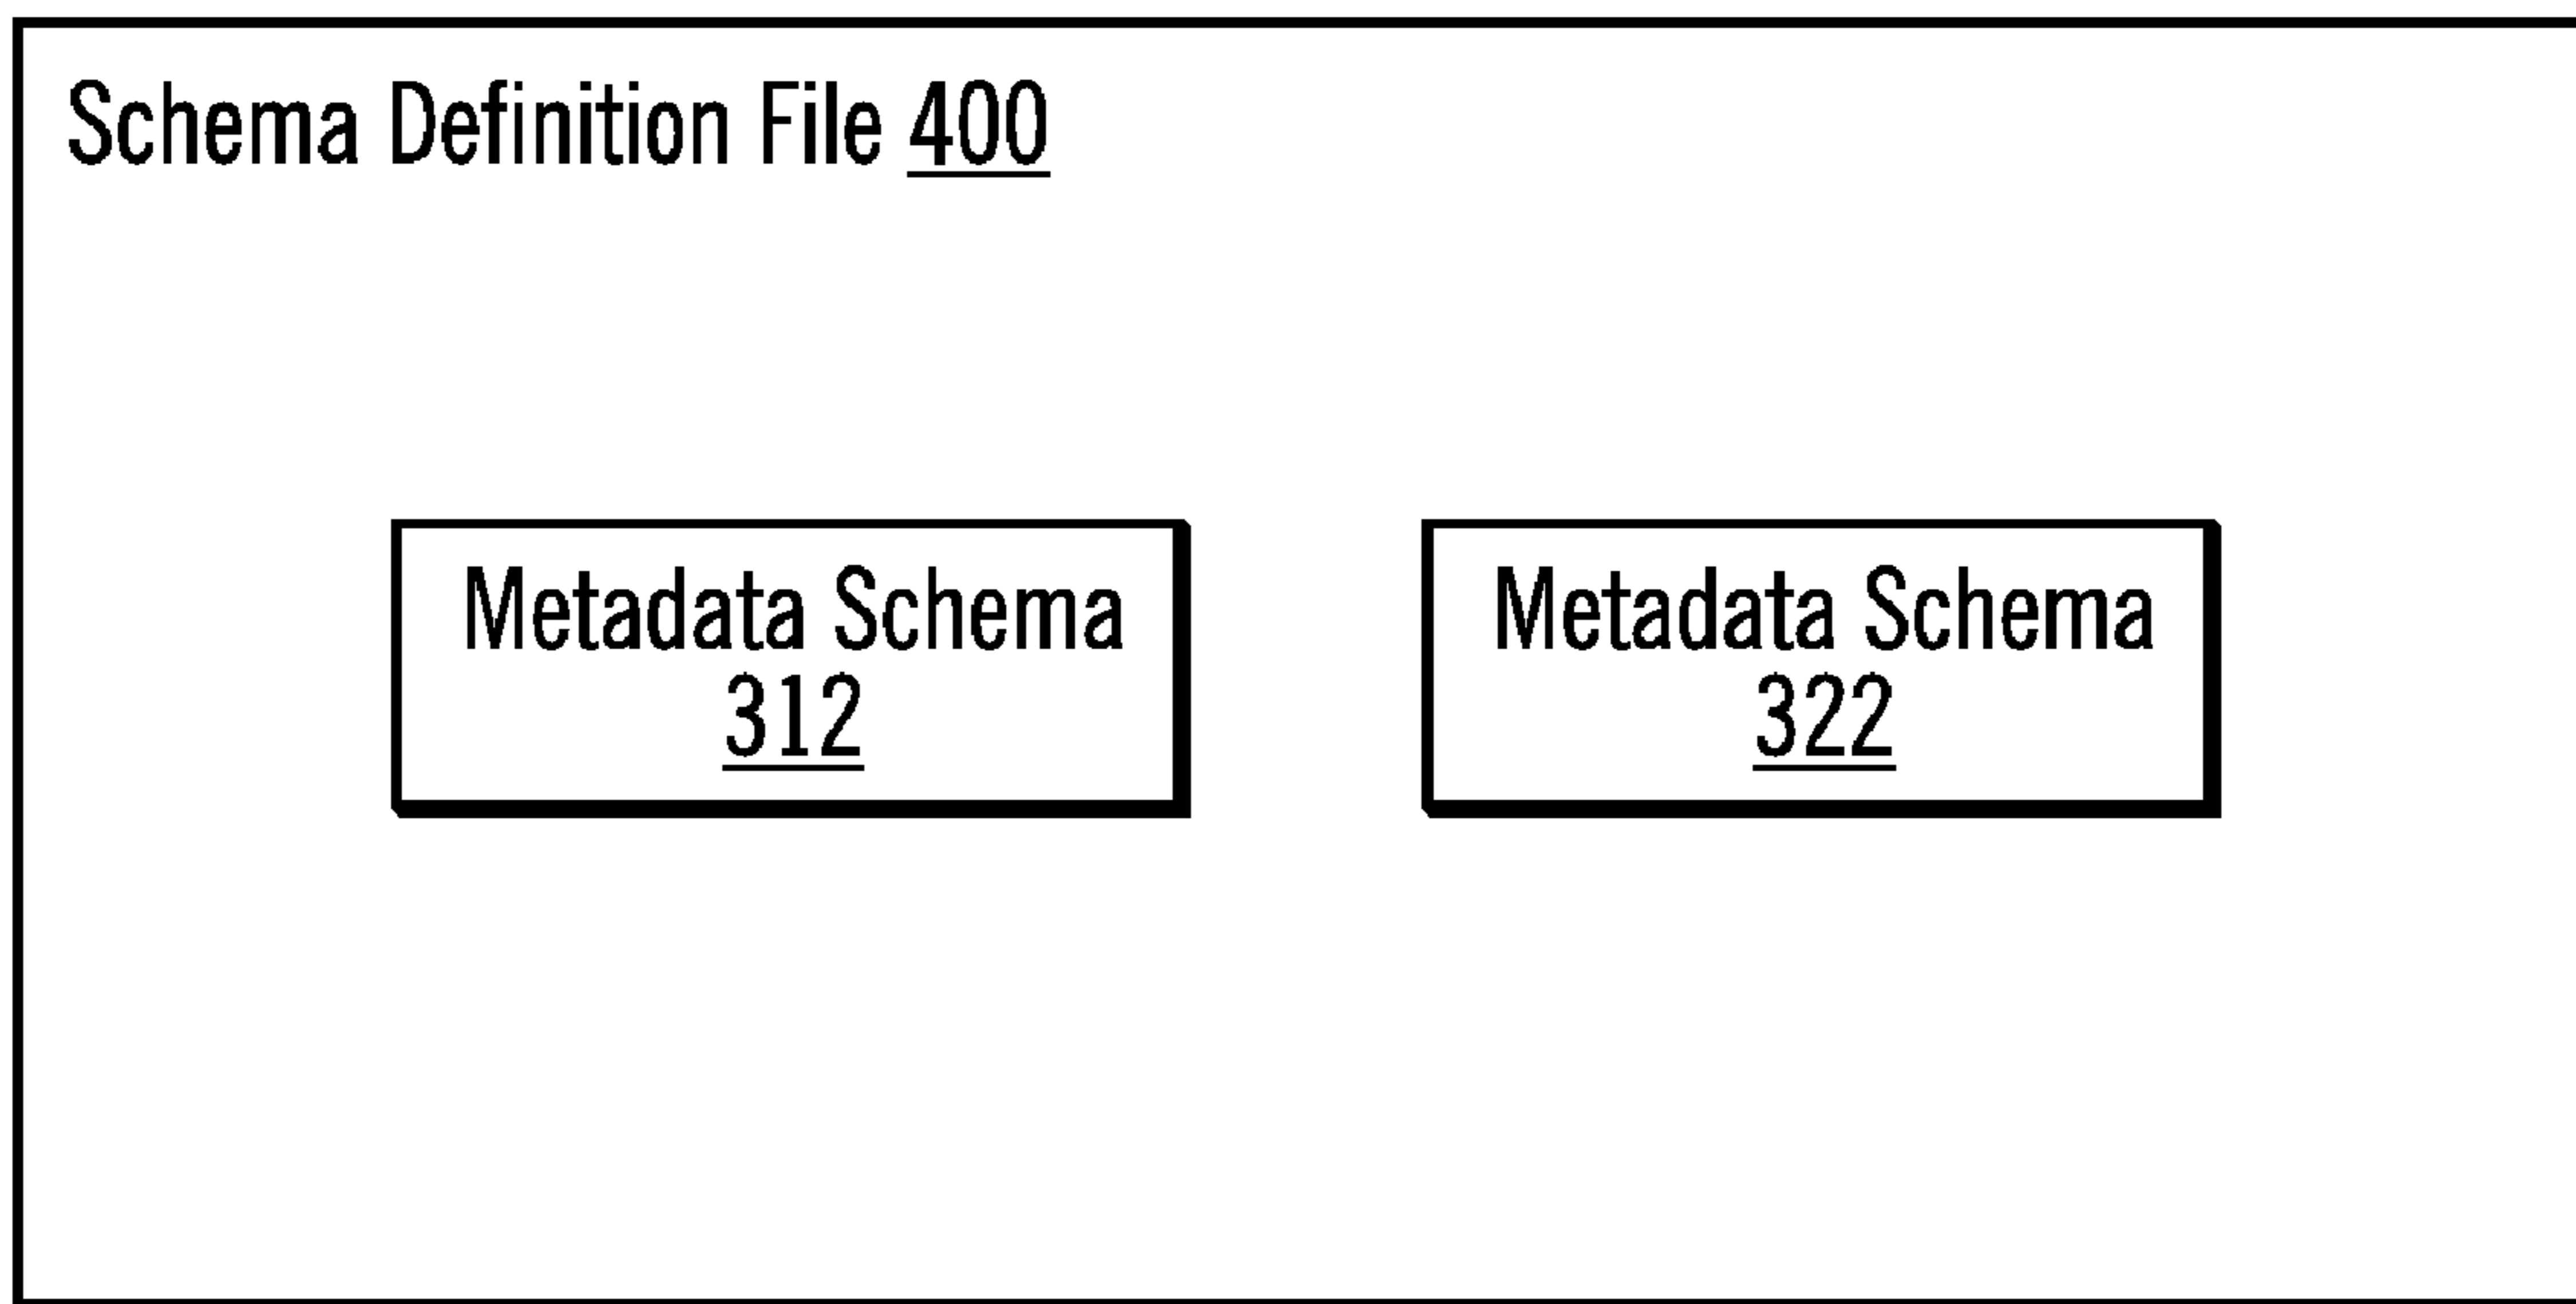 Schema Definition File 400
Metadata Schema
312
Metadata Schema
322